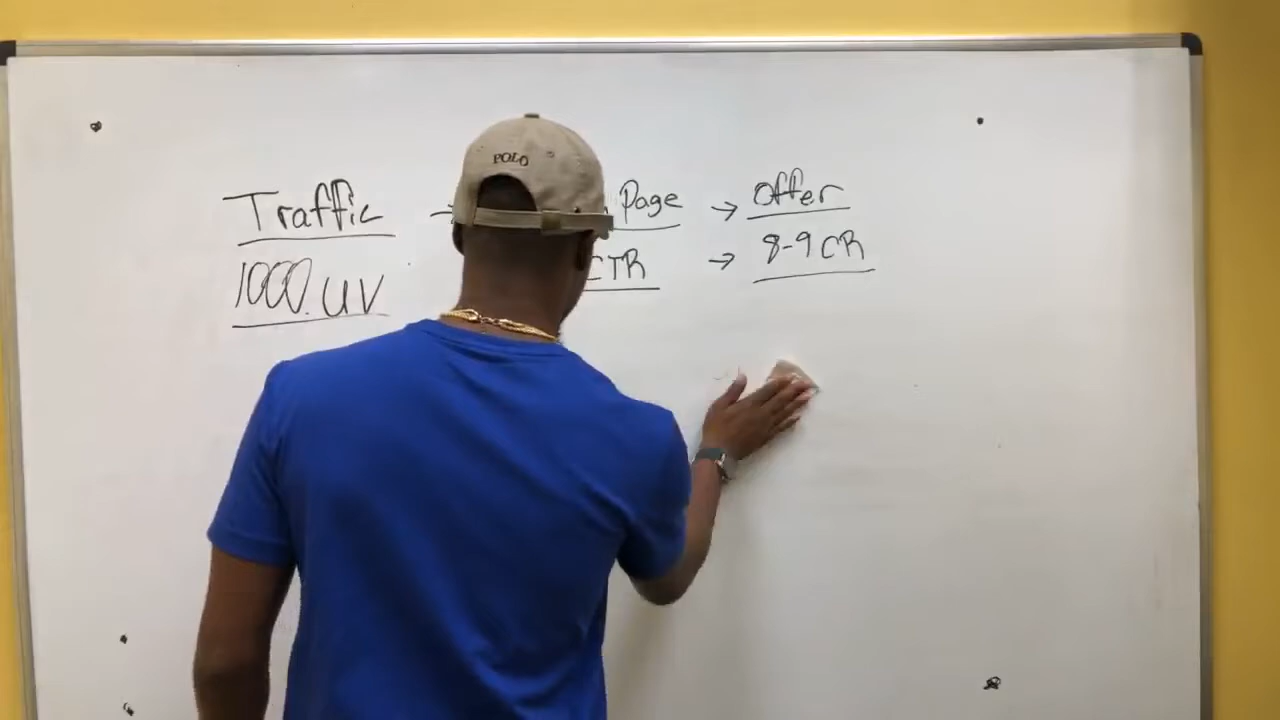 Traffic → Page → Offer
1000 UV CTR → 8-9 CR
POLO